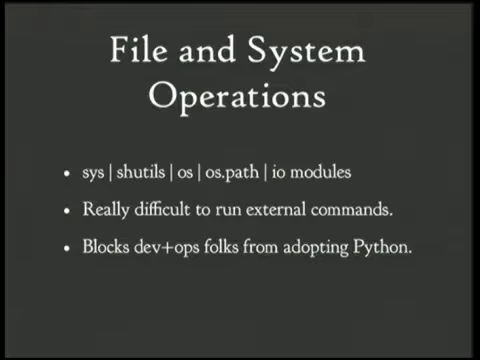 File and System
Operations
• sys | shutils | os | os.path | io modules
• Really difficult to run external commands.
• Blocks dev+ops folks from adopting Python.